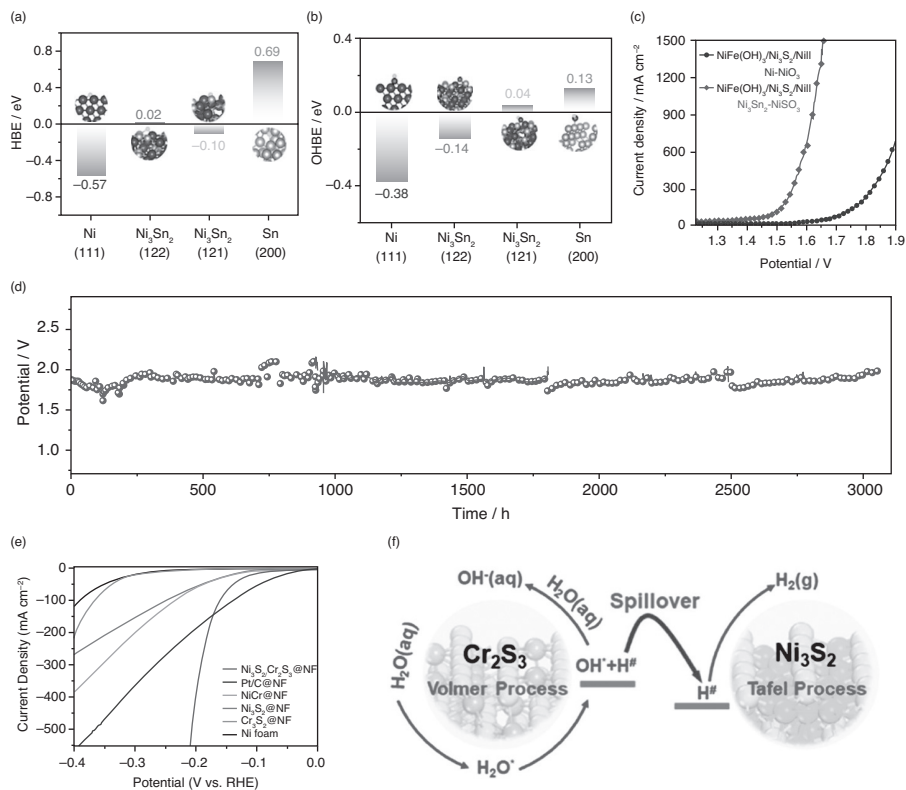 (a)
0.8
0.4
0.0
−0.4
−0.8
HBE / eV
−0.57
0.02
−0.10
0.69
Ni
(111)
Ni3Sn2
(122)
Ni3Sn2
(121)
Sn
(200)
(b)
0.4
0.0
−0.4
OHBE / eV
−0.38
−0.14
0.04
0.13
Ni
(111)
Ni3Sn2
(122)
Ni3Sn2
(121)
Sn
(200)
(c)
1500
1200
900
600
300
0
Current density / mA cm−2
NiFe(OH)3/Ni3S2/NiII
Ni-NiO3
NiFe(OH)3/Ni3S2/NiII
Ni3Sn2-NiSO3
1.3 1.4 1.5 1.6 1.7 1.8 1.9
Potential / V
(d)
2.5
2.0
1.5
1.0
Potential / V
0 500 1000 1500 2000 2500 3000
Time / h
(e)
0
−100
−200
−300
−400
−500
Current Density (mA cm−2)
Ni3S2/Cr2S3@NF
Pt/C@NF
NiCr@NF
Ni3S2@NF
Cr3S2@NF
Ni foam
−0.4 −0.3 −0.2 −0.1 0.0
Potential (V vs. RHE)
(f)
OH-(aq)
H2O(aq)
H2O(aq)
Spillover
H2(g)
Cr2S3
Volmer Process
OH*+H#
H#
Ni3S2
Tafel Process
H2O*